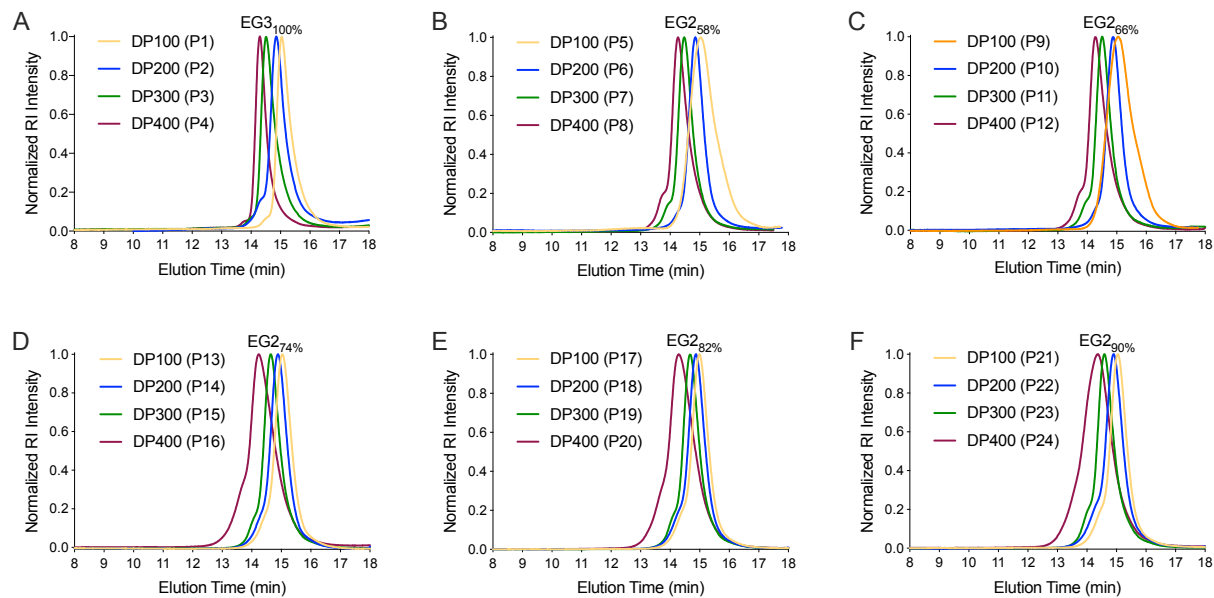 A
EG3100%
DP100 (P1)
DP200 (P2)
DP300 (P3)
DP400 (P4)
Normalized RI Intensity
1.0
0.8
0.6
0.4
0.2
0.0
8 9 10 11 12 13 14 15 16 17 18
Elution Time (min)
B
EG258%
DP100 (P5)
DP200 (P6)
DP300 (P7)
DP400 (P8)
Normalized RI Intensity
1.0
0.8
0.6
0.4
0.2
0.0
8 9 10 11 12 13 14 15 16 17 18
Elution Time (min)
C
EG266%
DP100 (P9)
DP200 (P10)
DP300 (P11)
DP400 (P12)
Normalized RI Intensity
1.0
0.8
0.6
0.4
0.2
0.0
8 9 10 11 12 13 14 15 16 17 18
Elution Time (min)
D
EG274%
DP100 (P13)
DP200 (P14)
DP300 (P15)
DP400 (P16)
Normalized RI Intensity
1.0
0.8
0.6
0.4
0.2
0.0
8 9 10 11 12 13 14 15 16 17 18
Elution Time (min)
E
EG282%
DP100 (P17)
DP200 (P18)
DP300 (P19)
DP400 (P20)
Normalized RI Intensity
1.0
0.8
0.6
0.4
0.2
0.0
8 9 10 11 12 13 14 15 16 17 18
Elution Time (min)
F
EG290%
DP100 (P21)
DP200 (P22)
DP300 (P23)
DP400 (P24)
Normalized RI Intensity
1.0
0.8
0.6
0.4
0.2
0.0
8 9 10 11 12 13 14 15 16 17 18
Elution Time (min)